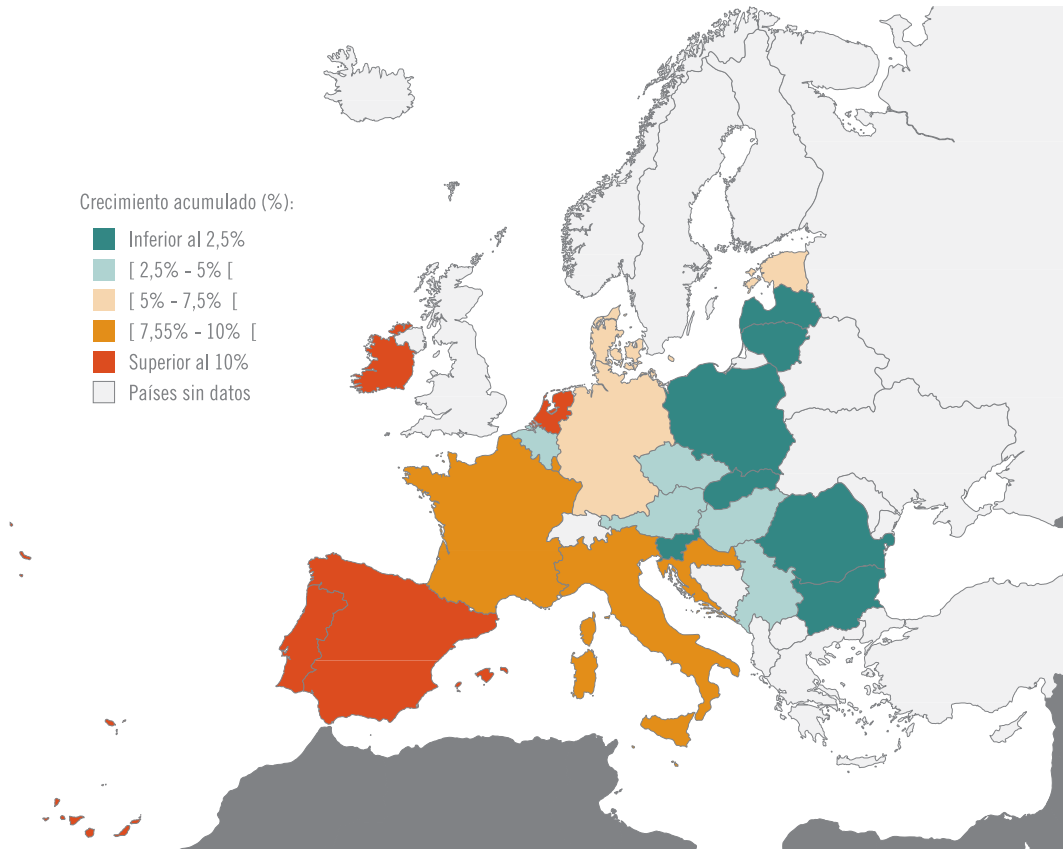 Crecimiento acumulado (%):
Inferior al 2,5%
[ 2,5% – 5% [
[ 5% – 7,5%  [
[ 7,55% – 10%  [
Superior al 10%
Países sin datos